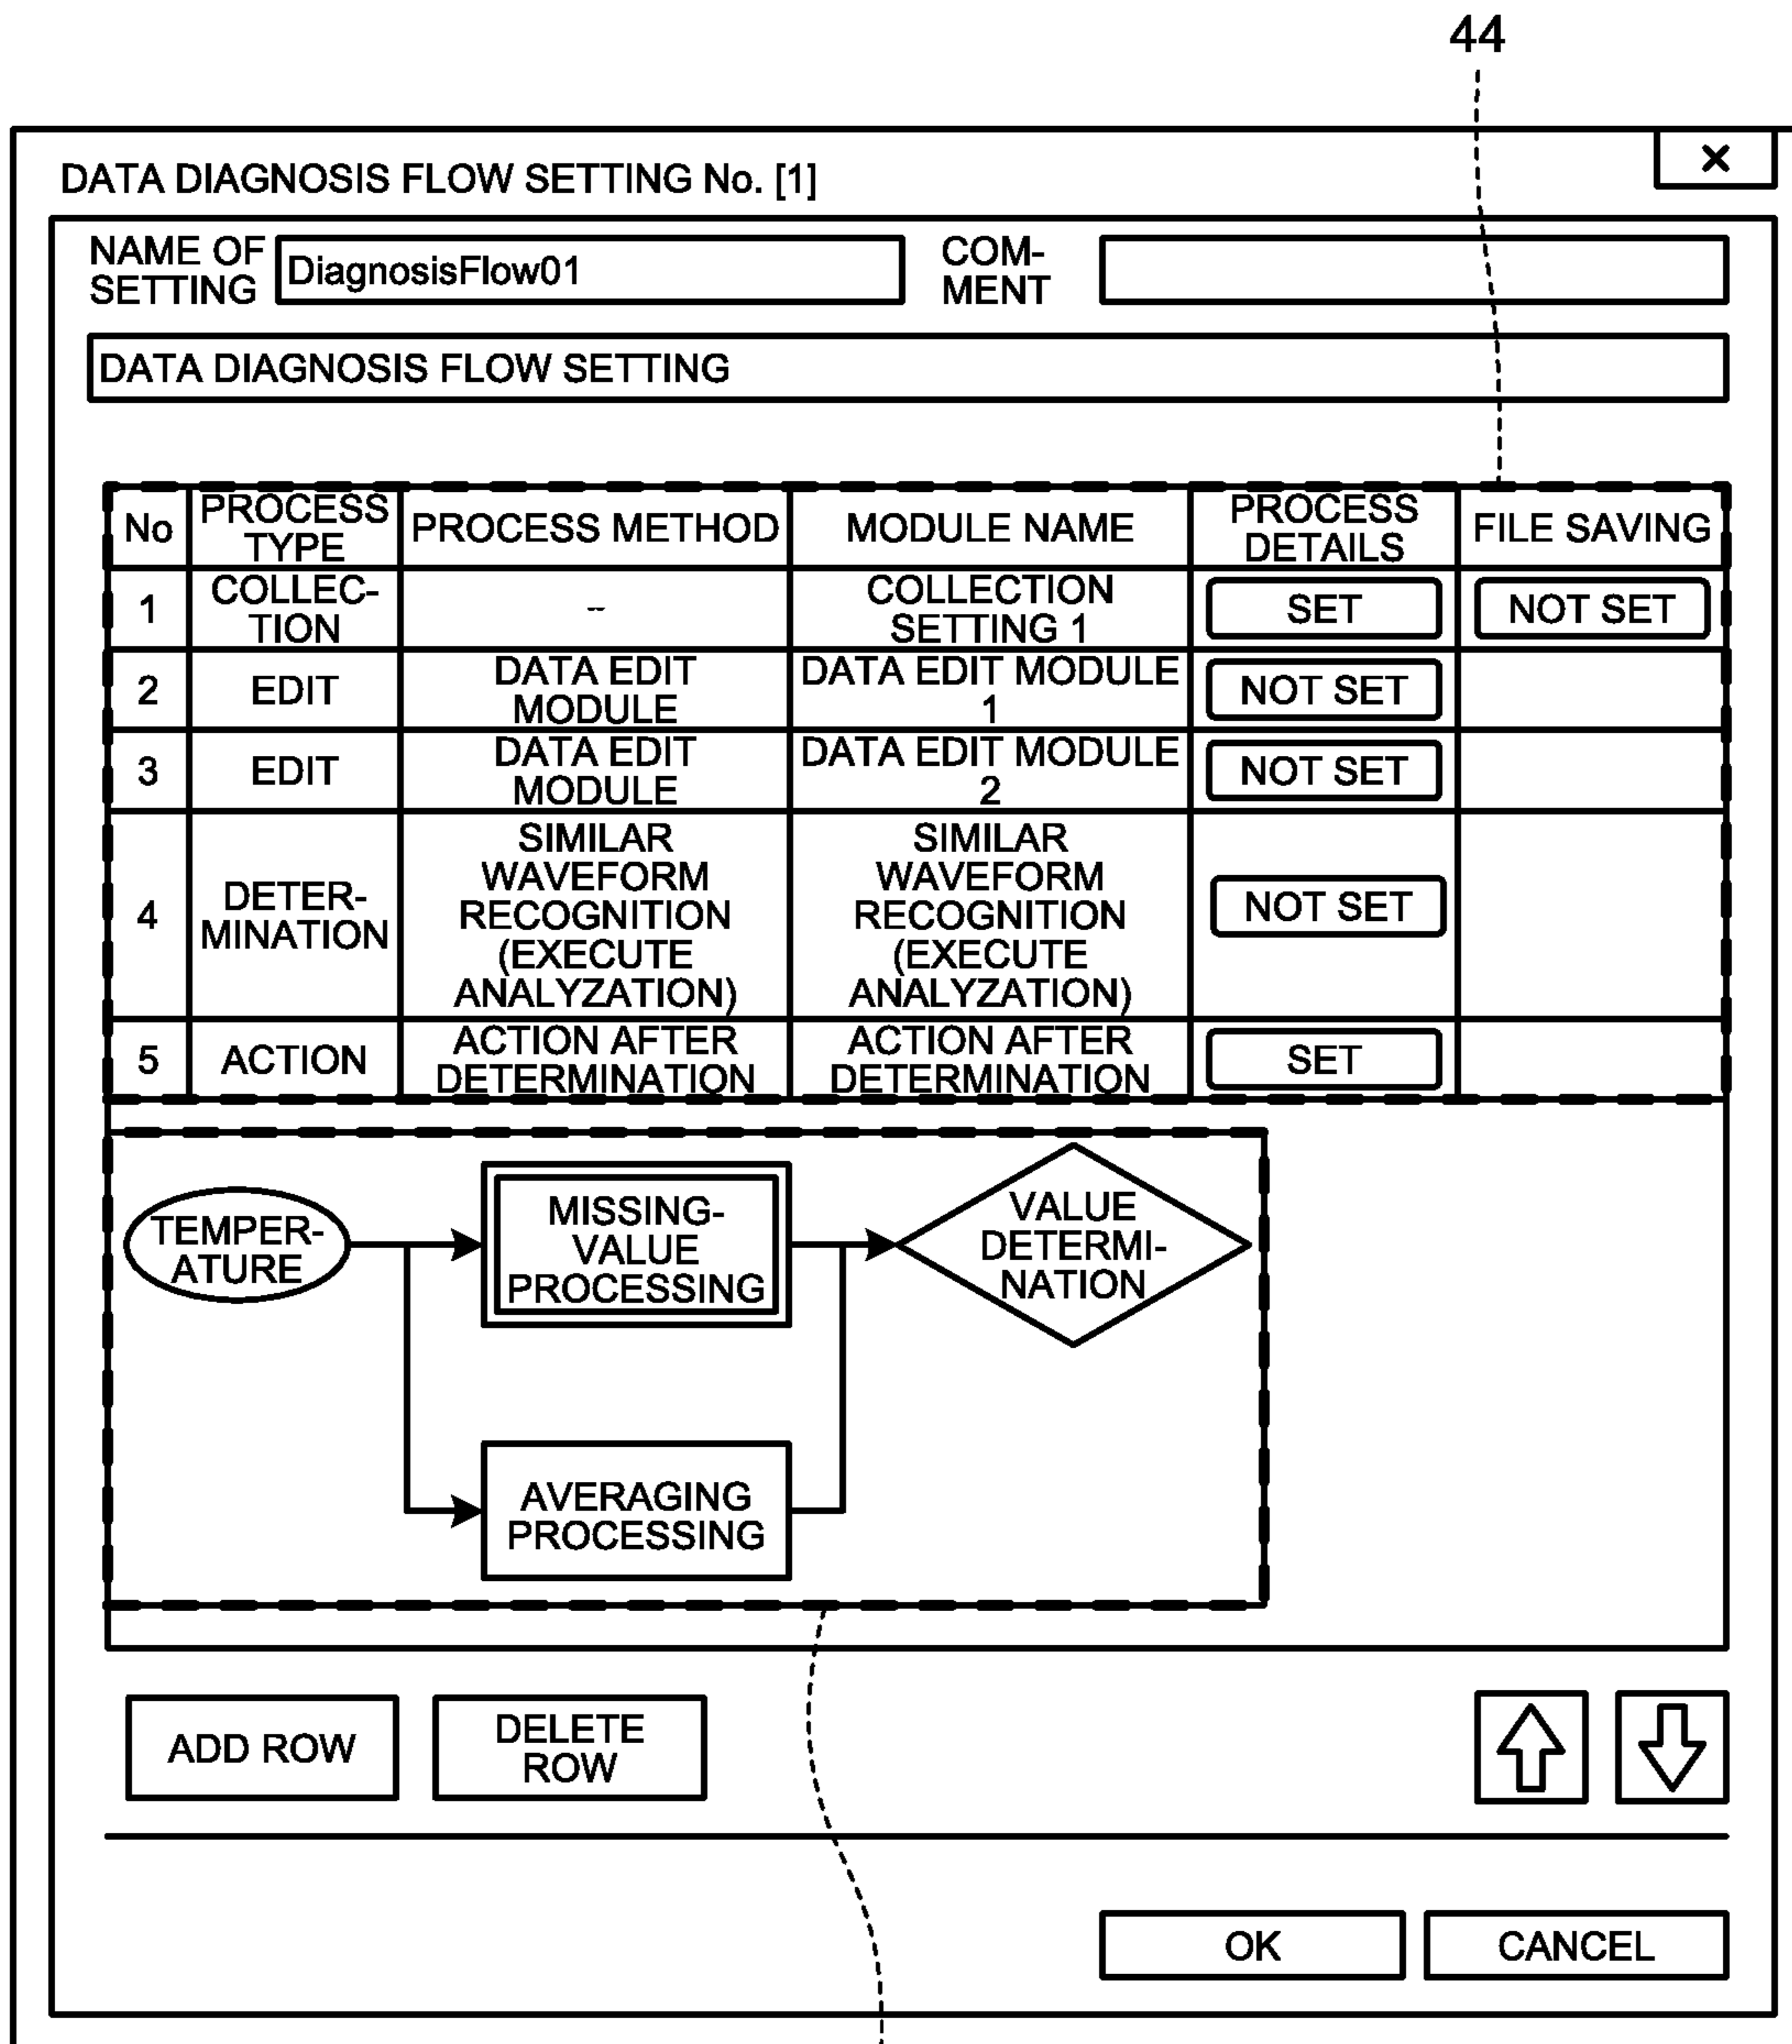 44
×
DATA DIAGNOSIS FLOW SETTING No. [1]
NAME OF
SETTING
DiagnosisFlow01
COM-
MENT
DATA DIAGNOSIS FLOW SETTING
No
PROCESS
TYPE
PROCESS METHOD
MODULE NAME
PROCESS
DETAILS
FILE SAVING
1
COLLEC-
TION
--
COLLECTION
SETTING 1
SET
NOT SET
2
EDIT
DATA EDIT
MODULE
DATA EDIT MODULE
1
NOT SET
3
EDIT
DATA EDIT
MODULE
DATA EDIT MODULE
2
NOT SET
4
DETER-
MINATION
SIMILAR
WAVEFORM
RECOGNITION
(EXECUTE
ANALYZATION)
SIMILAR
WAVEFORM
RECOGNITION
(EXECUTE
ANALYZATION)
NOT SET
5
ACTION
ACTION AFTER
DETERMINATION
ACTION AFTER
DETERMINATION
SET
TEMPER-
ATURE
MISSING-
VALUE
PROCESSING
VALUE
DETERMI-
NATION
AVERAGING
PROCESSING
ADD ROW
DELETE
ROW
OK
CANCEL